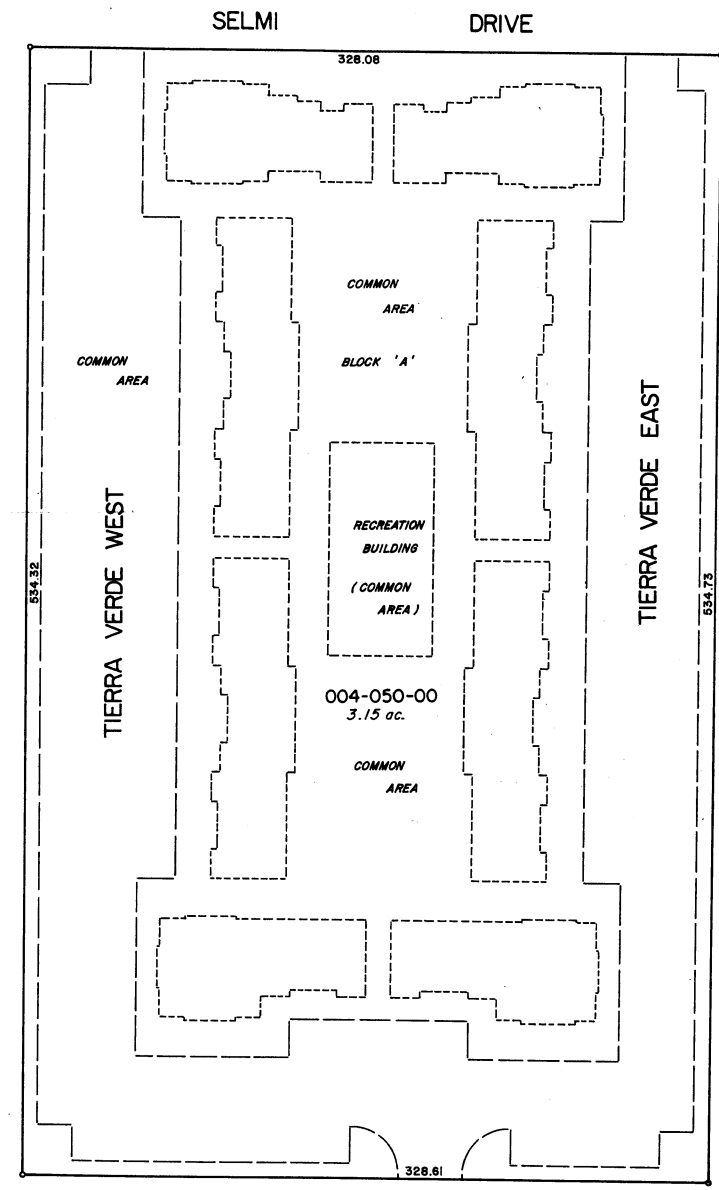 SELMI DRIVE
328.08
COMMON
AREA
BLOCK 'A'
COMMON
AREA
TIERRA VERDE WEST
534.32
RECREATION
BUILDING
(COMMON
AREA)
TIERRA VERDE EAST
534.73
004-050-00
3.15 ac.
COMMON
AREA
328.61